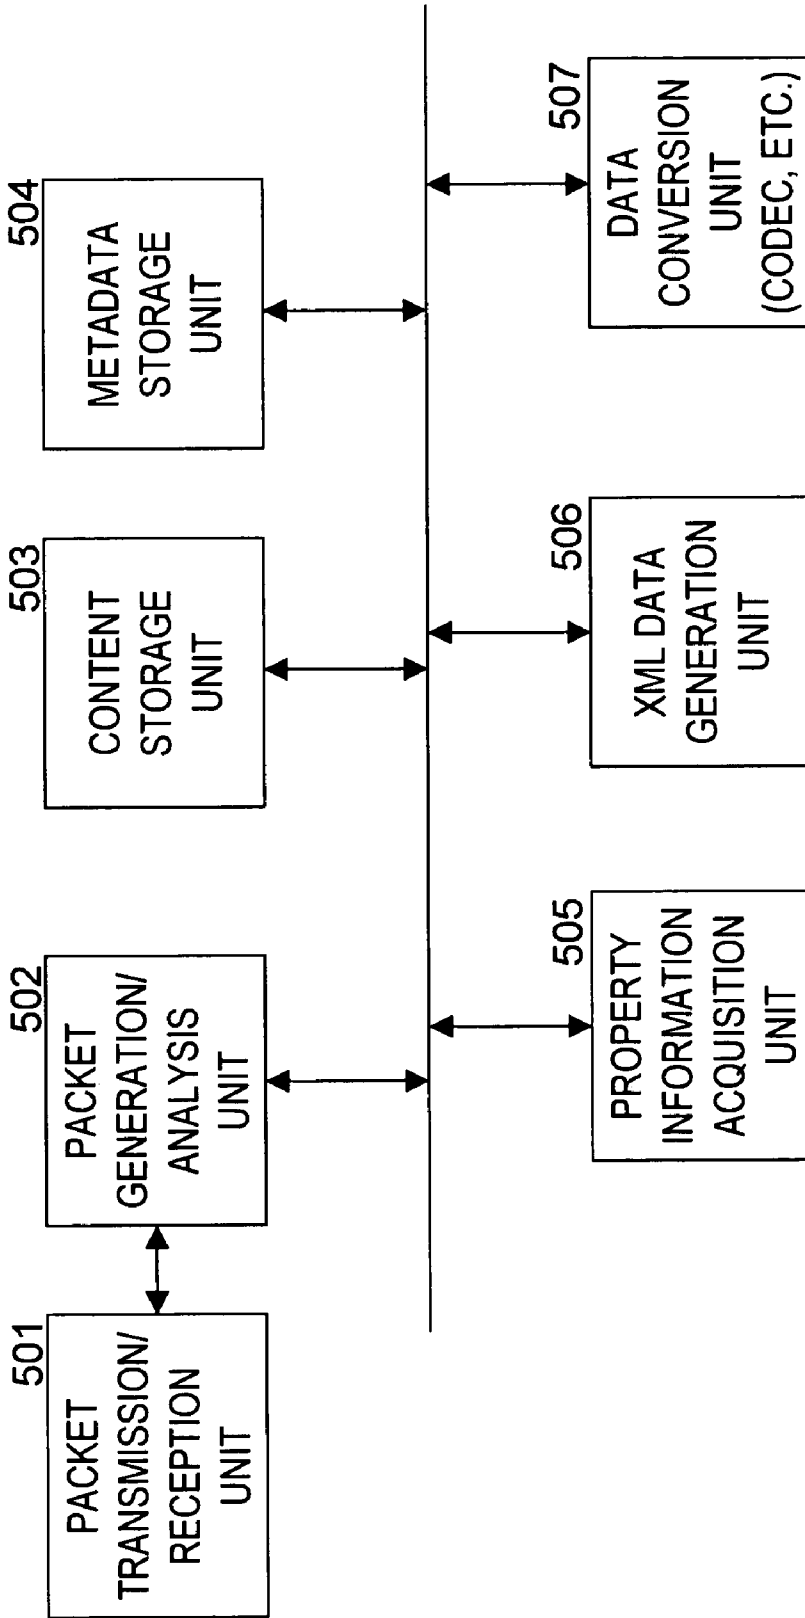 501
PACKET
TRANSMISSION/
RECEPTION
UNIT
502
PACKET
GENERATION/
ANALYSIS
UNIT
503
CONTENT
STORAGE
UNIT
504
METADATA
STORAGE
UNIT
505
PROPERTY
INFORMATION
ACQUISITION
UNIT
506
XML DATA
GENERATION
UNIT
507
DATA
CONVERSION
UNIT
(CODEC, ETC.)